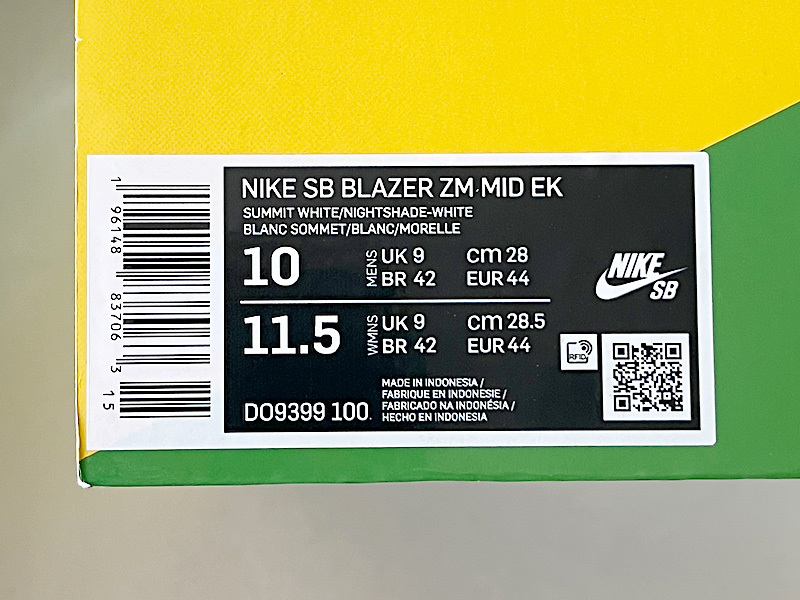 NIKE SB BLAZER ZM MID EK
SUMMIT WHITE/NIGHTSHADE-WHITE
BLANC SOMMET/BLANC/MORELLE
10
MENS
UK 9 cm 28
BR 42 EUR 44
11.5
WMNS
UK 9 cm 28.5
BR 42 EUR 44
DO9399 100
MADE IN INDONESIA /
FABRIQUE EN INDONESIE /
FABRICADO NA INDONÉSIA /
HECHO EN INDONESIA
NIKE
SB
RFID
1 96148 83706 3 15